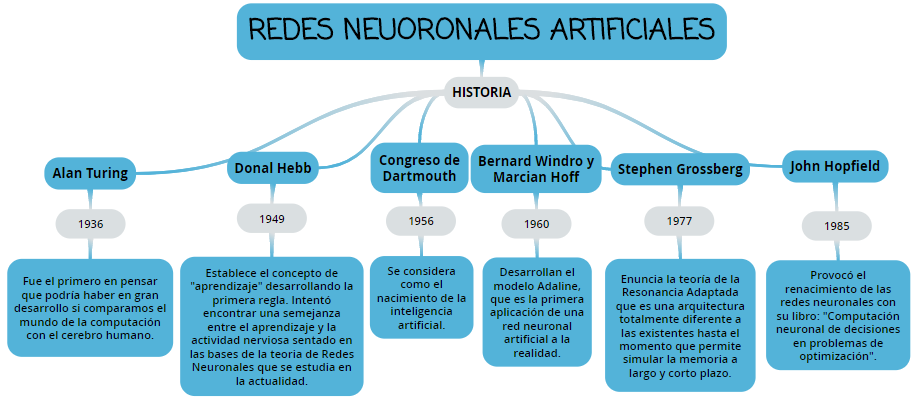 REDES NEUORONALES ARTIFICIALES
HISTORIA
Alan Turing
1936
Fue el primero en pensar
que podría haber en gran
desarrollo si comparamos el
mundo de la computación
con el cerebro humano.
Donal Hebb
1949
Establece el concepto de
"aprendizaje" desarrollando la
primera regla. Intentó
encontrar una semejanza
entre el aprendizaje y la
actividad nerviosa sentado en
las bases de la teoria de Redes
Neuronales que se estudia en
la actualidad.
Congreso de
Dartmouth
1956
Se considera
como el
nacimiento de la
inteligencia
artificial.
Bernard Windro y
Marcian Hoff
1960
Desarrollan el
modelo Adaline,
que es la primera
aplicación de una
red neuronal
artificial a la
realidad.
Stephen Grossberg
1977
Enuncia la teoría de la
Resonancia Adaptada
que es una arquitectura
totalmente diferente a
las existentes hasta el
momento que permite
simular la memoria a
largo y corto plazo.
John Hopfield
1985
Provocó el
renacimiento de las
redes neuronales con
su libro: "Computación
neuronal de decisiones
en problemas de
optimización".